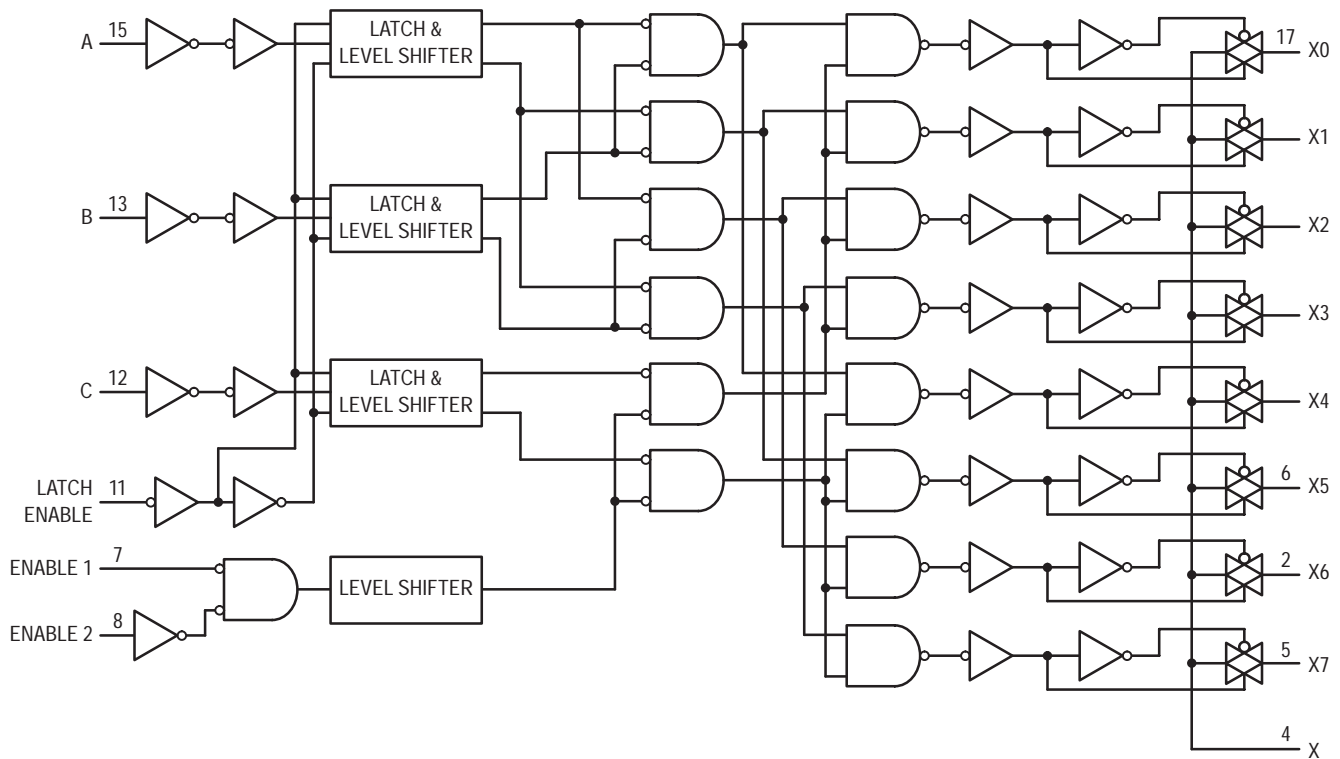 A 15
LATCH &
LEVEL SHIFTER
17 X0
X1
B 13
LATCH &
LEVEL SHIFTER
X2
X3
C 12
LATCH &
LEVEL SHIFTER
X4
LATCH
ENABLE
11
6 X5
ENABLE 1 7
LEVEL SHIFTER
2 X6
ENABLE 2 8
5 X7
4 X